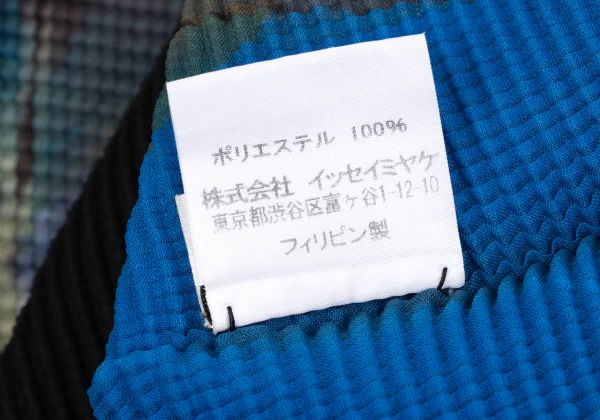 ポリエステル 100%
株式会社 イッセイミヤケ
東京都渋谷区富ヶ谷1-12-10
フィリピン製